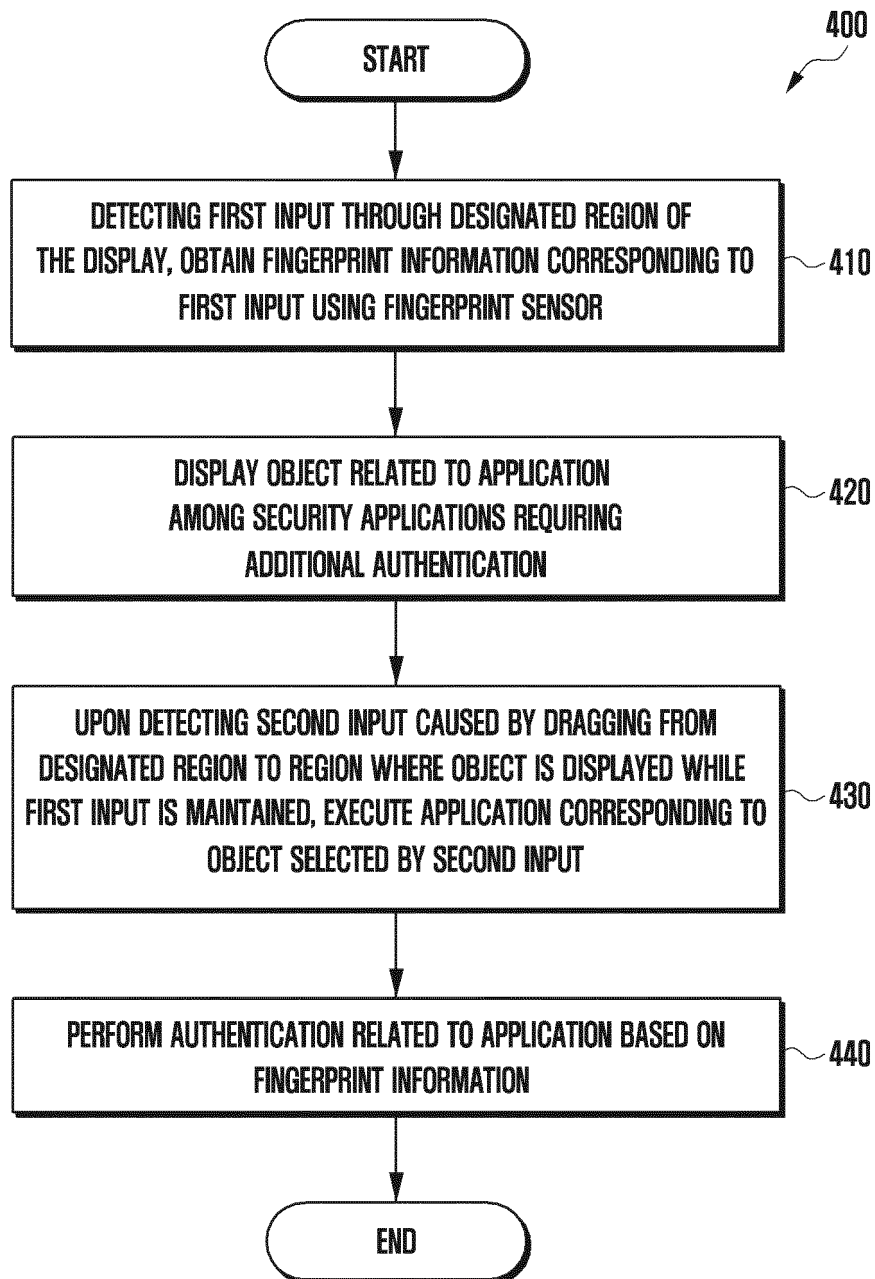 400
START
DETECTING FIRST INPUT THROUGH DESIGNATED REGION OF
THE DISPLAY, OBTAIN FINGERPRINT INFORMATION CORRESPONDING TO
FIRST INPUT USING FINGERPRINT SENSOR
410
DISPLAY OBJECT RELATED TO APPLICATION
AMONG SECURITY APPLICATIONS REQUIRING
ADDITIONAL AUTHENTICATION
420
UPON DETECTING SECOND INPUT CAUSED BY DRAGGING FROM
DESIGNATED REGION TO REGION WHERE OBJECT IS DISPLAYED WHILE
FIRST INPUT IS MAINTAINED, EXECUTE APPLICATION CORRESPONDING TO
OBJECT SELECTED BY SECOND INPUT
430
PERFORM AUTHENTICATION RELATED TO APPLICATION BASED ON
FINGERPRINT INFORMATION
440
END